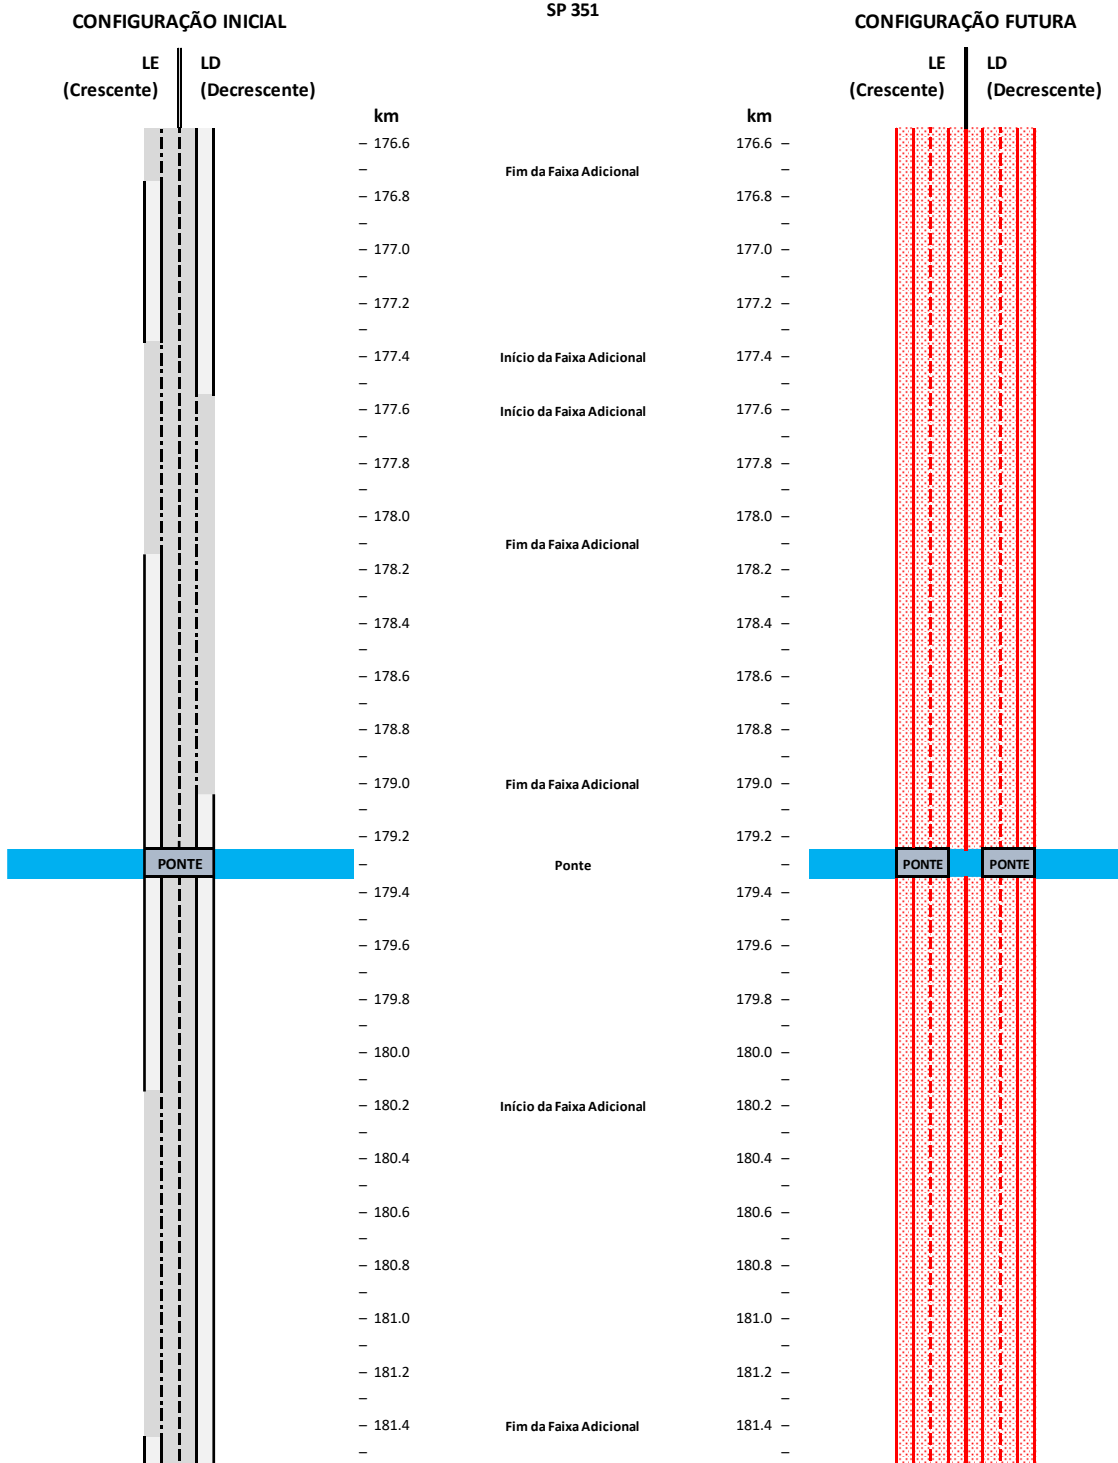 SP 351
CONFIGURAÇÃO INICIAL
CONFIGURAÇÃO FUTURA
LE LD
(Crescente) (Decrescente)
LE LD
(Crescente) (Decrescente)
km km
– 176.6 176.6 –
– Fim da Faixa Adicional –
– 176.8 176.8 –
– –
– 177.0 177.0 –
– –
– 177.2 177.2 –
– –
– 177.4 Início da Faixa Adicional 177.4 –
– –
– 177.6 Início da Faixa Adicional 177.6 –
– –
– 177.8 177.8 –
– –
– 178.0 178.0 –
– Fim da Faixa Adicional –
– 178.2 178.2 –
– –
– 178.4 178.4 –
– –
– 178.6 178.6 –
– –
– 178.8 178.8 –
– –
– 179.0 Fim da Faixa Adicional 179.0 –
– –
– 179.2 179.2 –
PONTE – Ponte – PONTE PONTE
– 179.4 179.4 –
– –
– 179.6 179.6 –
– –
– 179.8 179.8 –
– –
– 180.0 180.0 –
– –
– 180.2 Início da Faixa Adicional 180.2 –
– –
– 180.4 180.4 –
– –
– 180.6 180.6 –
– –
– 180.8 180.8 –
– –
– 181.0 181.0 –
– –
– 181.2 181.2 –
– –
– 181.4 Fim da Faixa Adicional 181.4 –
– –